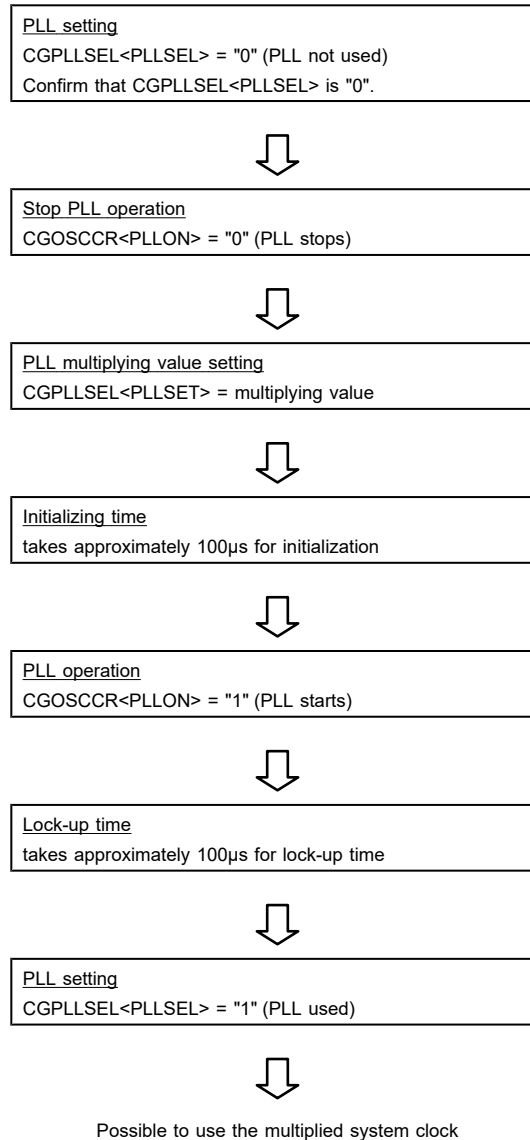 PLL setting
CGPLLSEL<PLLSEL> = "0" (PLL not used)
Confirm that CGPLLSEL<PLLSEL> is "0".
Stop PLL operation
CGOSCCR<PLLON> = "0" (PLL stops)
PLL multiplying value setting
CGPLLSEL<PLLSET> = multiplying value
Initializing time
takes approximately 100µs for initialization
PLL operation
CGOSCCR<PLLON> = "1" (PLL starts)
Lock-up time
takes approximately 100µs for lock-up time
PLL setting
CGPLLSEL<PLLSEL> = "1" (PLL used)
Possible to use the multiplied system clock